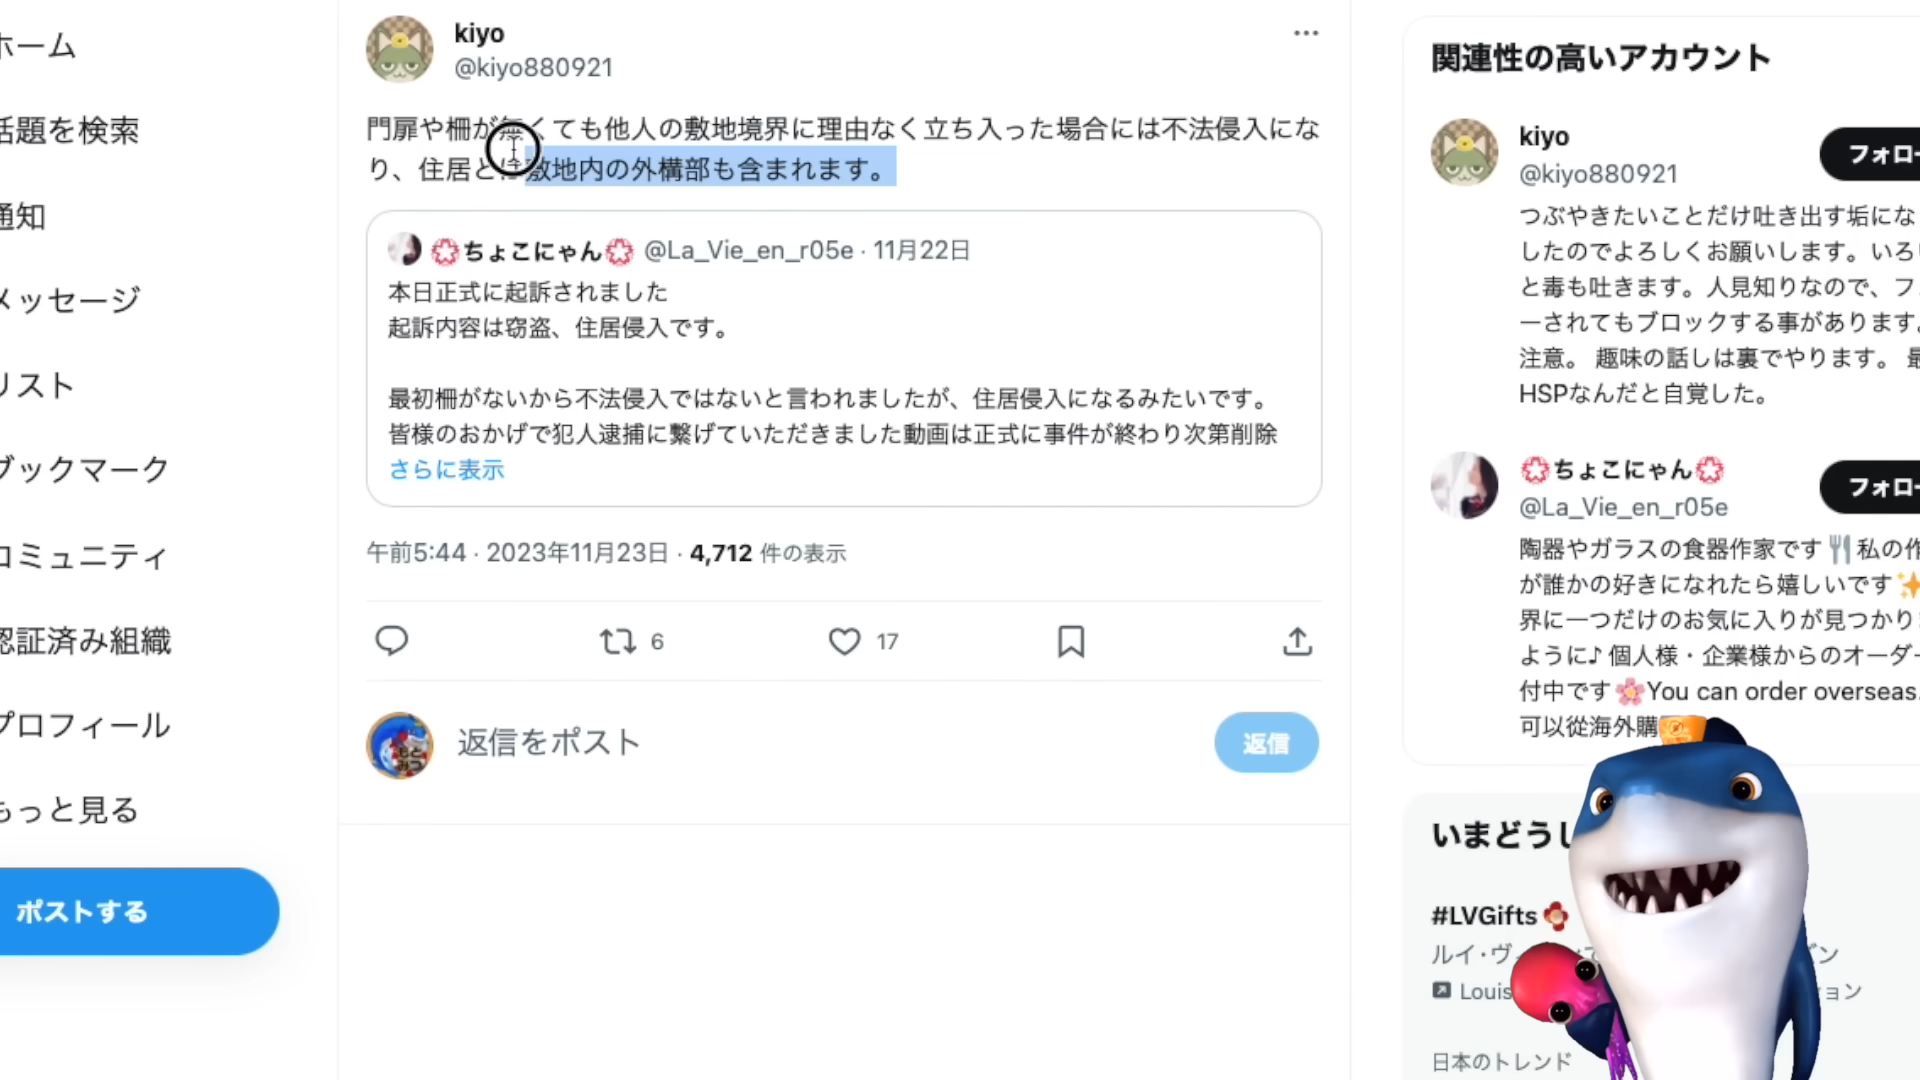 ホーム
話題を検索
通知
メッセージ
リスト
ブックマーク
コミュニティ
認証済み組織
プロフィール
もっと見る
ポストする
kiyo
@kiyo880921
門扉や柵が無くても他人の敷地境界に理由なく立ち入った場合には不法侵入にな
り、住居とは敷地内の外構部も含まれます。
ちょこにゃん @La_Vie_en_r05e · 11月22日
本日正式に起訴されました
起訴内容は窃盗、住居侵入です。
最初柵がないから不法侵入ではないと言われましたが、住居侵入になるみたいです。
皆様のおかげで犯人逮捕に繋げていただきました動画は正式に事件が終わり次第削除
さらに表示
午前5:44 · 2023年11月23日 · 4,712 件の表示
6
17
返信をポスト
返信
関連性の高いアカウント
kiyo
@kiyo880921
フォロー
つぶやきたいことだけ吐き出す垢にな
したのでよろしくお願いします。いろ
と毒も吐きます。人見知りなので、フ
ーされてもブロックする事があります。
注意。 趣味の話しは裏でやります。 最
HSPなんだと自覚した。
ちょこにゃん
@La_Vie_en_r05e
フォロー
陶器やガラスの食器作家です🍴私の作
が誰かの好きになれたら嬉しいです✨
界に一つだけのお気に入りが見つかり
ように♪ 個人様・企業様からのオーダー
付中です🌸You can order overseas.
可以從海外購
いまどうし
#LVGifts
ルイ·ヴ
Louis
ョン
日本のトレンド